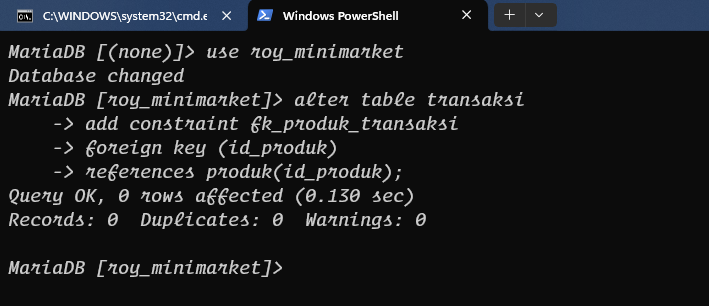 C:\WINDOWS\system32\cmd.e
Windows PowerShell
MariaDB [(none)]> use roy_minimarket
Database changed
MariaDB [roy_minimarket]> alter table transaksi
    -> add constraint fk_produk_transaksi
    -> foreign key (id_produk)
    -> references produk(id_produk);
Query OK, 0 rows affected (0.130 sec)
Records: 0  Duplicates: 0  Warnings: 0
MariaDB [roy_minimarket]>